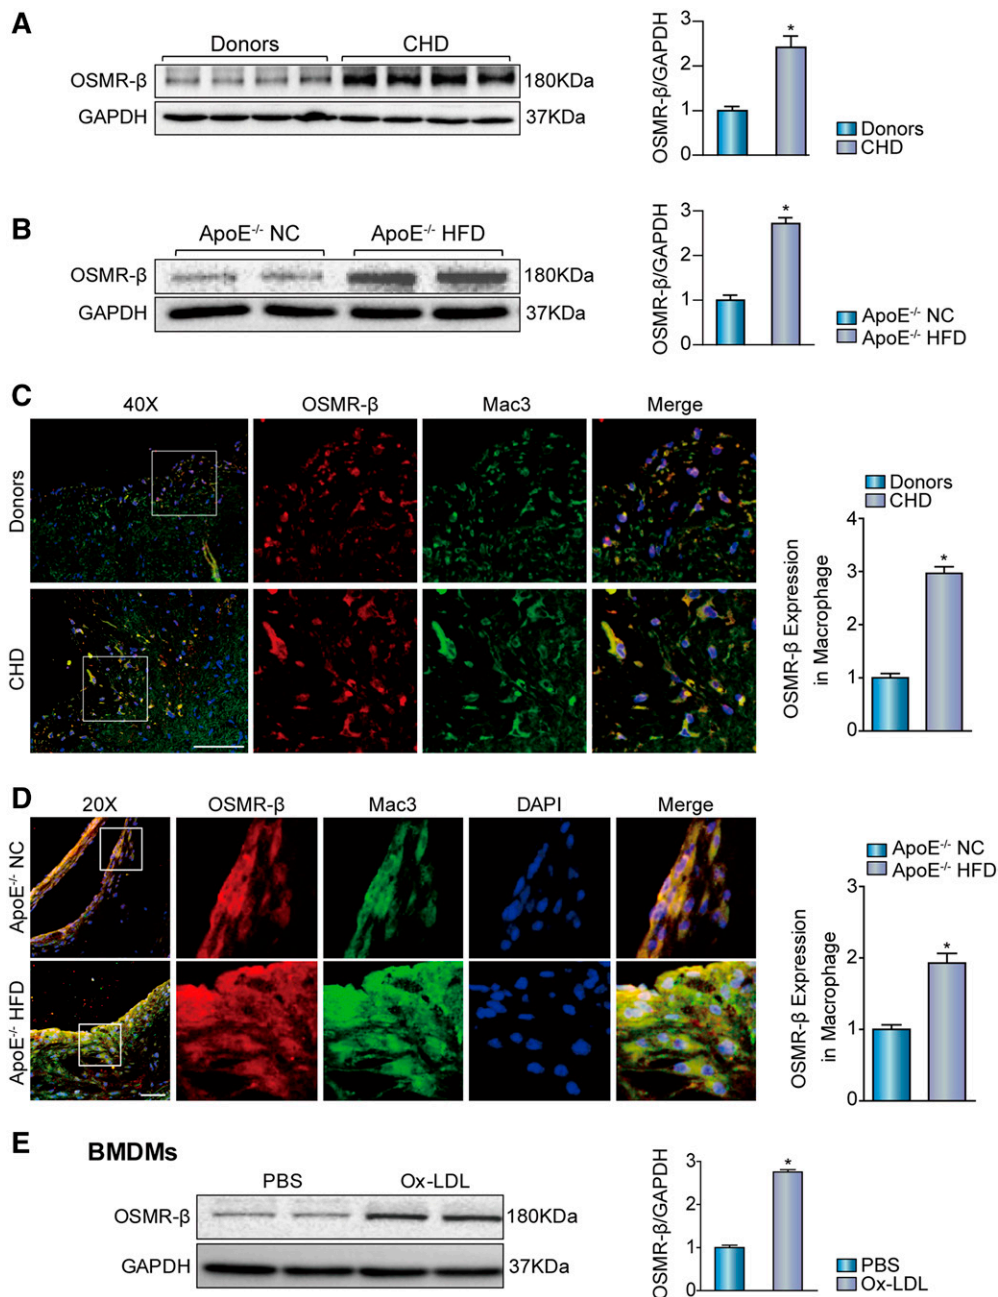 A
Donors CHD
OSMR-β 180KDa
GAPDH 37KDa
OSMR-β/GAPDH
3
2
1
0
*
Donors
CHD
B
ApoE-/- NC ApoE-/- HFD
OSMR-β 180KDa
GAPDH 37KDa
OSMR-β/GAPDH
3
2
1
0
*
ApoE-/- NC
ApoE-/- HFD
C
40X OSMR-β Mac3 Merge
Donors
CHD
Donors
CHD
OSMR-β Expression
in Macrophage
4
3
2
1
0
*
D
20X OSMR-β Mac3 DAPI Merge
ApoE-/- NC
ApoE-/- HFD
ApoE-/- NC
ApoE-/- HFD
OSMR-β Expression
in Macrophage
3
2
1
0
*
E
BMDMs
PBS Ox-LDL
OSMR-β 180KDa
GAPDH 37KDa
OSMR-β/GAPDH
3
2
1
0
*
PBS
Ox-LDL